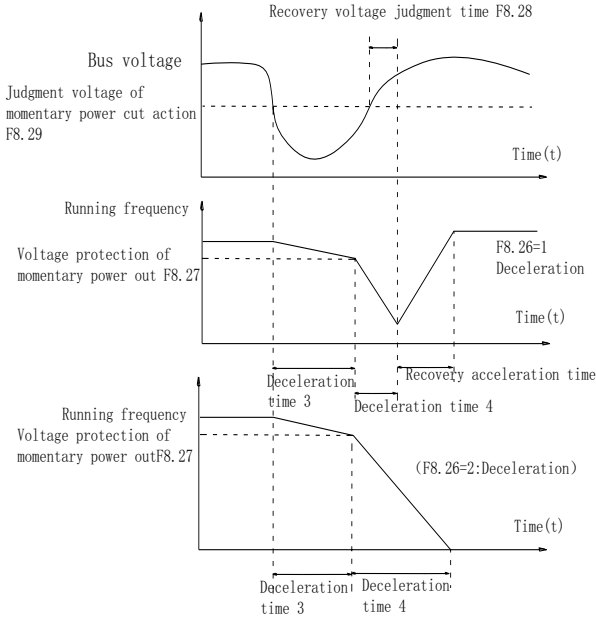 Recovery voltage judgment time F8.28
Bus voltage
Judgment voltage of
momentary power cut action
F8.29
Time(t)
Running frequency
Voltage protection of
momentary power out F8.27
F8.26=1
Deceleration
Time(t)
Recovery acceleration time
Deceleration
time 3
Deceleration time 4
Running frequency
Voltage protection of
momentary power outF8.27
(F8.26=2:Deceleration)
Time(t)
Deceleration
time 3
Deceleration
time 4